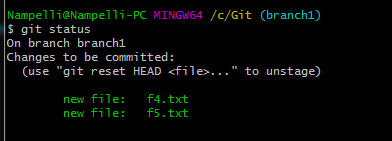 Nampelli@Nampelli-PC MINGW64 /c/Git (branch1)
$ git status
On branch branch1
Changes to be committed:
  (use "git reset HEAD <file>..." to unstage)

        new file:   f4.txt
        new file:   f5.txt